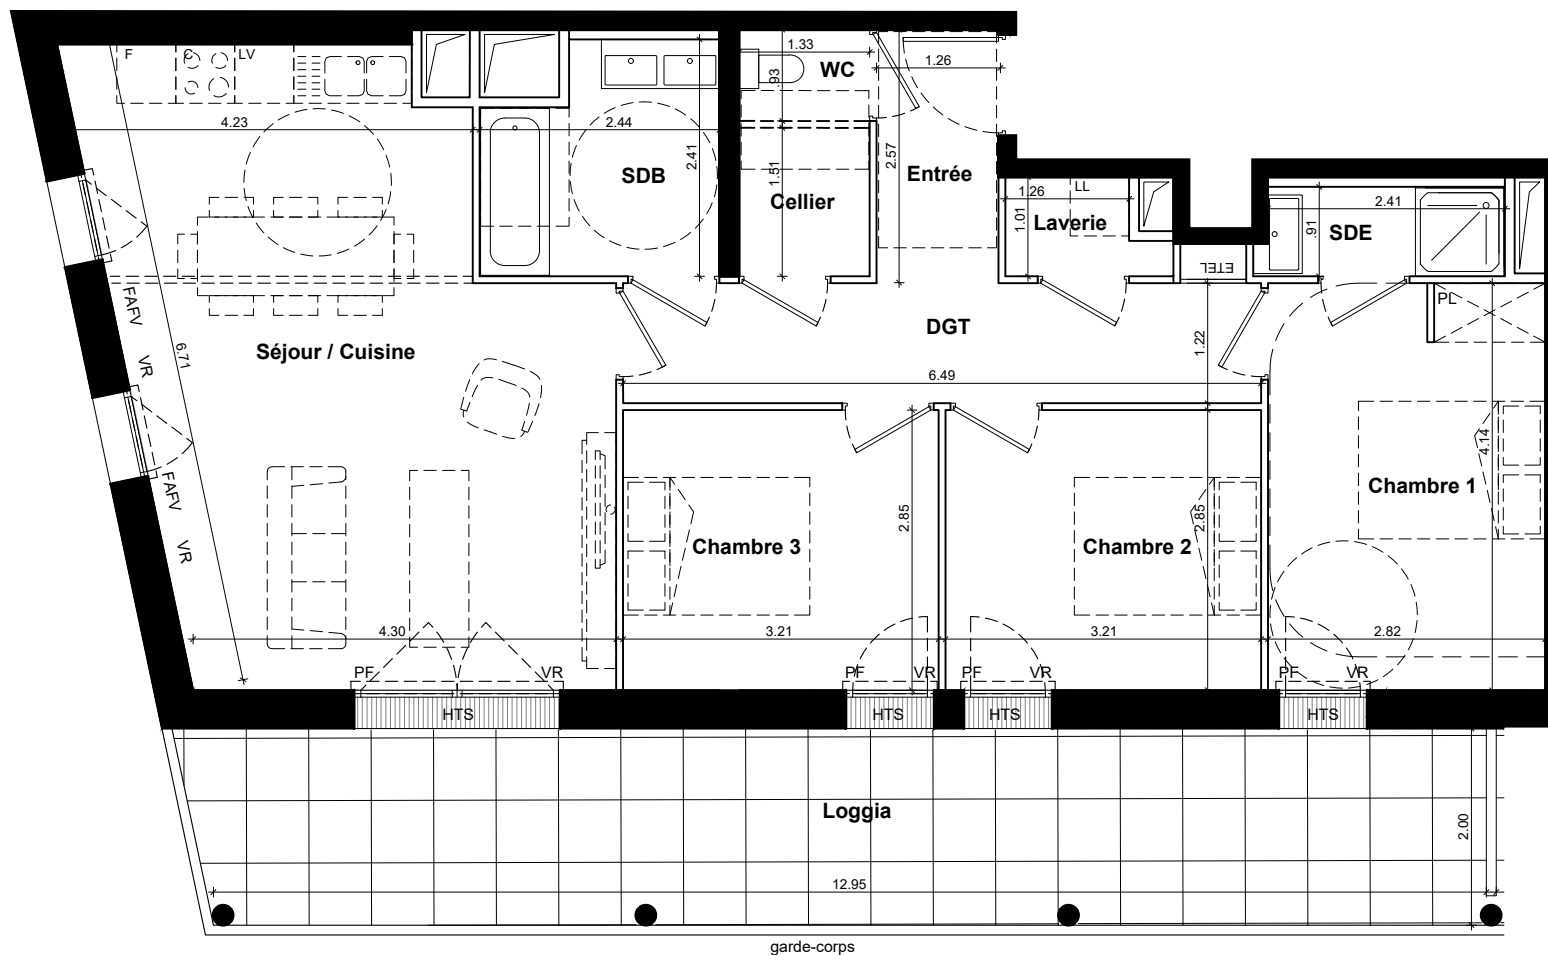 F
C
LV
1.33
WC
1.26
.93
4.23
2.44
2.41
SDB
1.51
Cellier
2.57
Entrée
1.26
LL
1.01
Laverie
ETEL
.91
SDE
2.41
PL
FAFV
VR
6.71
Séjour / Cuisine
DGT
1.22
6.49
FAFV
VR
2.85
Chambre 3
2.85
Chambre 2
4.14
Chambre 1
4.30
3.21
3.21
2.82
PF
VR
PF
VR
PF
VR
PF
VR
HTS
HTS
HTS
HTS
Loggia
2.00
12.95
garde-corps